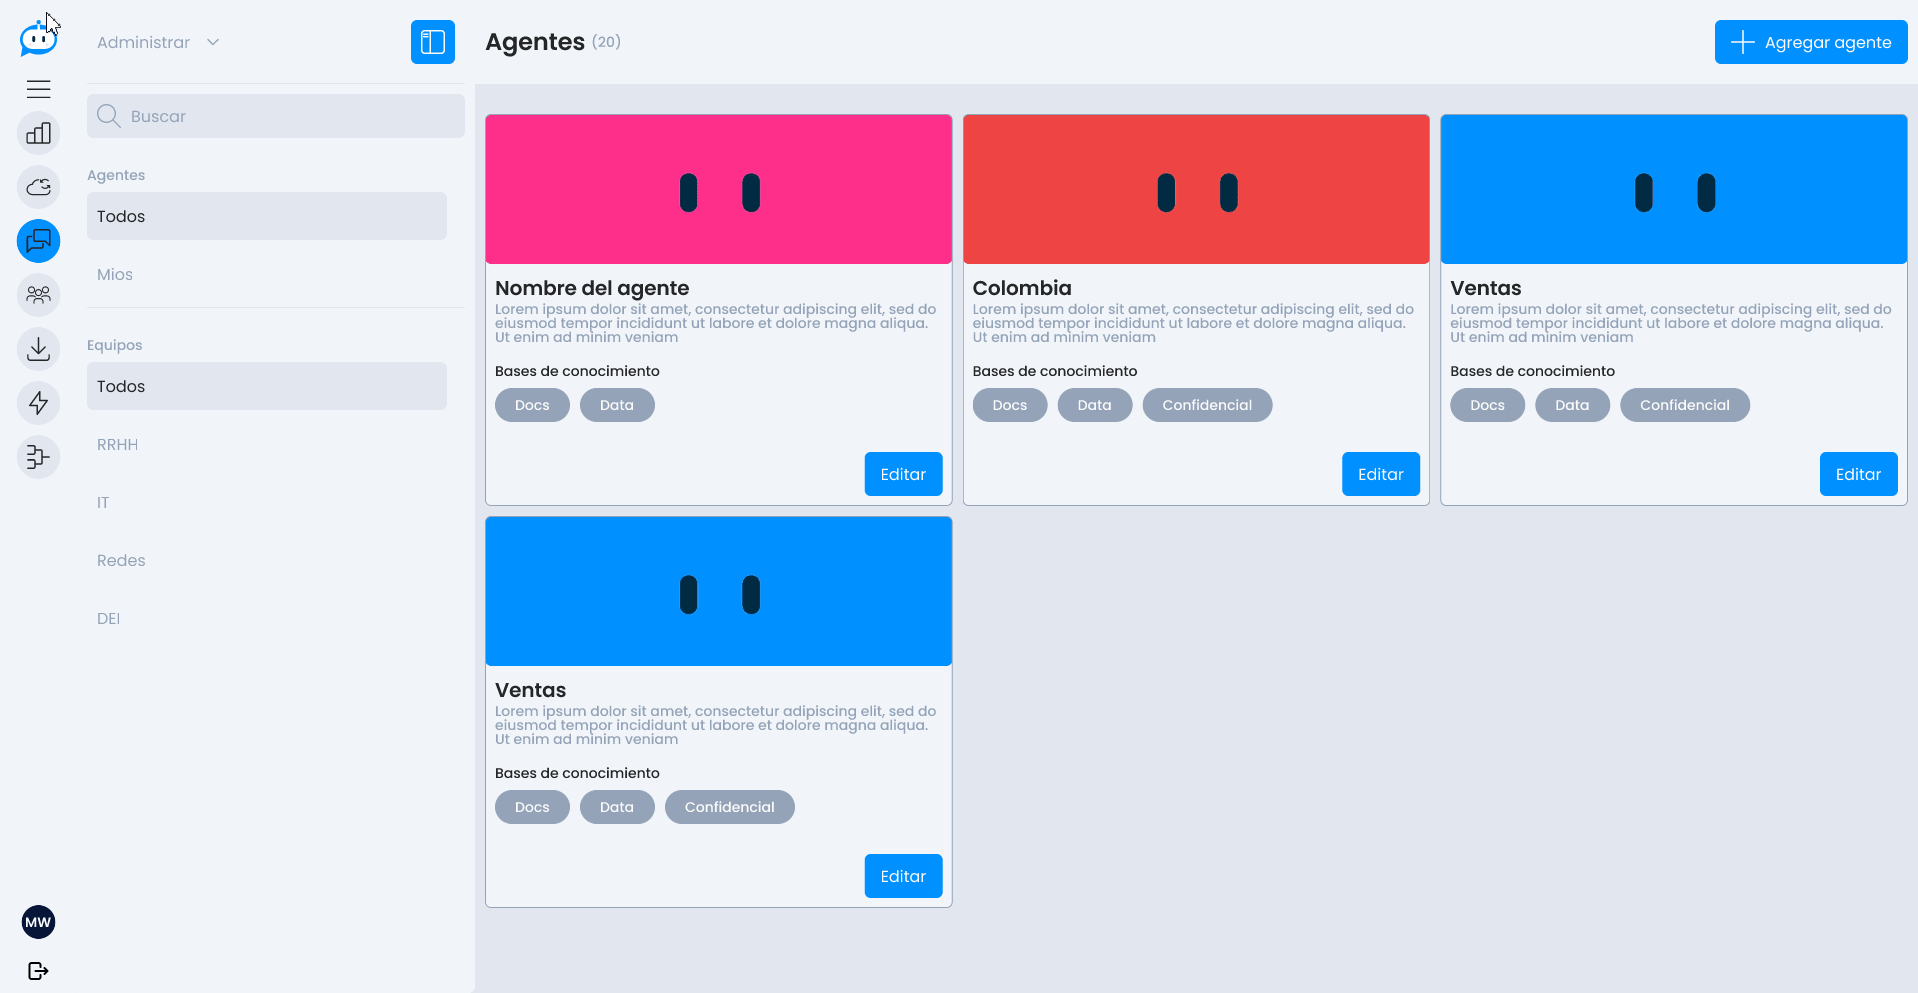 Administrar
Buscar
Agentes
Todos
Mios
Equipos
Todos
RRHH
IT
Redes
DEI
MW
Agentes (20)
Agregar agente
Nombre del agente
Lorem ipsum dolor sit amet, consectetur adipiscing elit, sed do
eiusmod tempor incididunt ut labore et dolore magna aliqua.
Ut enim ad minim veniam
Bases de conocimiento
Docs Data
Editar
Colombia
Lorem ipsum dolor sit amet, consectetur adipiscing elit, sed do
eiusmod tempor incididunt ut labore et dolore magna aliqua.
Ut enim ad minim veniam
Bases de conocimiento
Docs Data Confidencial
Editar
Ventas
Lorem ipsum dolor sit amet, consectetur adipiscing elit, sed do
eiusmod tempor incididunt ut labore et dolore magna aliqua.
Ut enim ad minim veniam
Bases de conocimiento
Docs Data Confidencial
Editar
Ventas
Lorem ipsum dolor sit amet, consectetur adipiscing elit, sed do
eiusmod tempor incididunt ut labore et dolore magna aliqua.
Ut enim ad minim veniam
Bases de conocimiento
Docs Data Confidencial
Editar